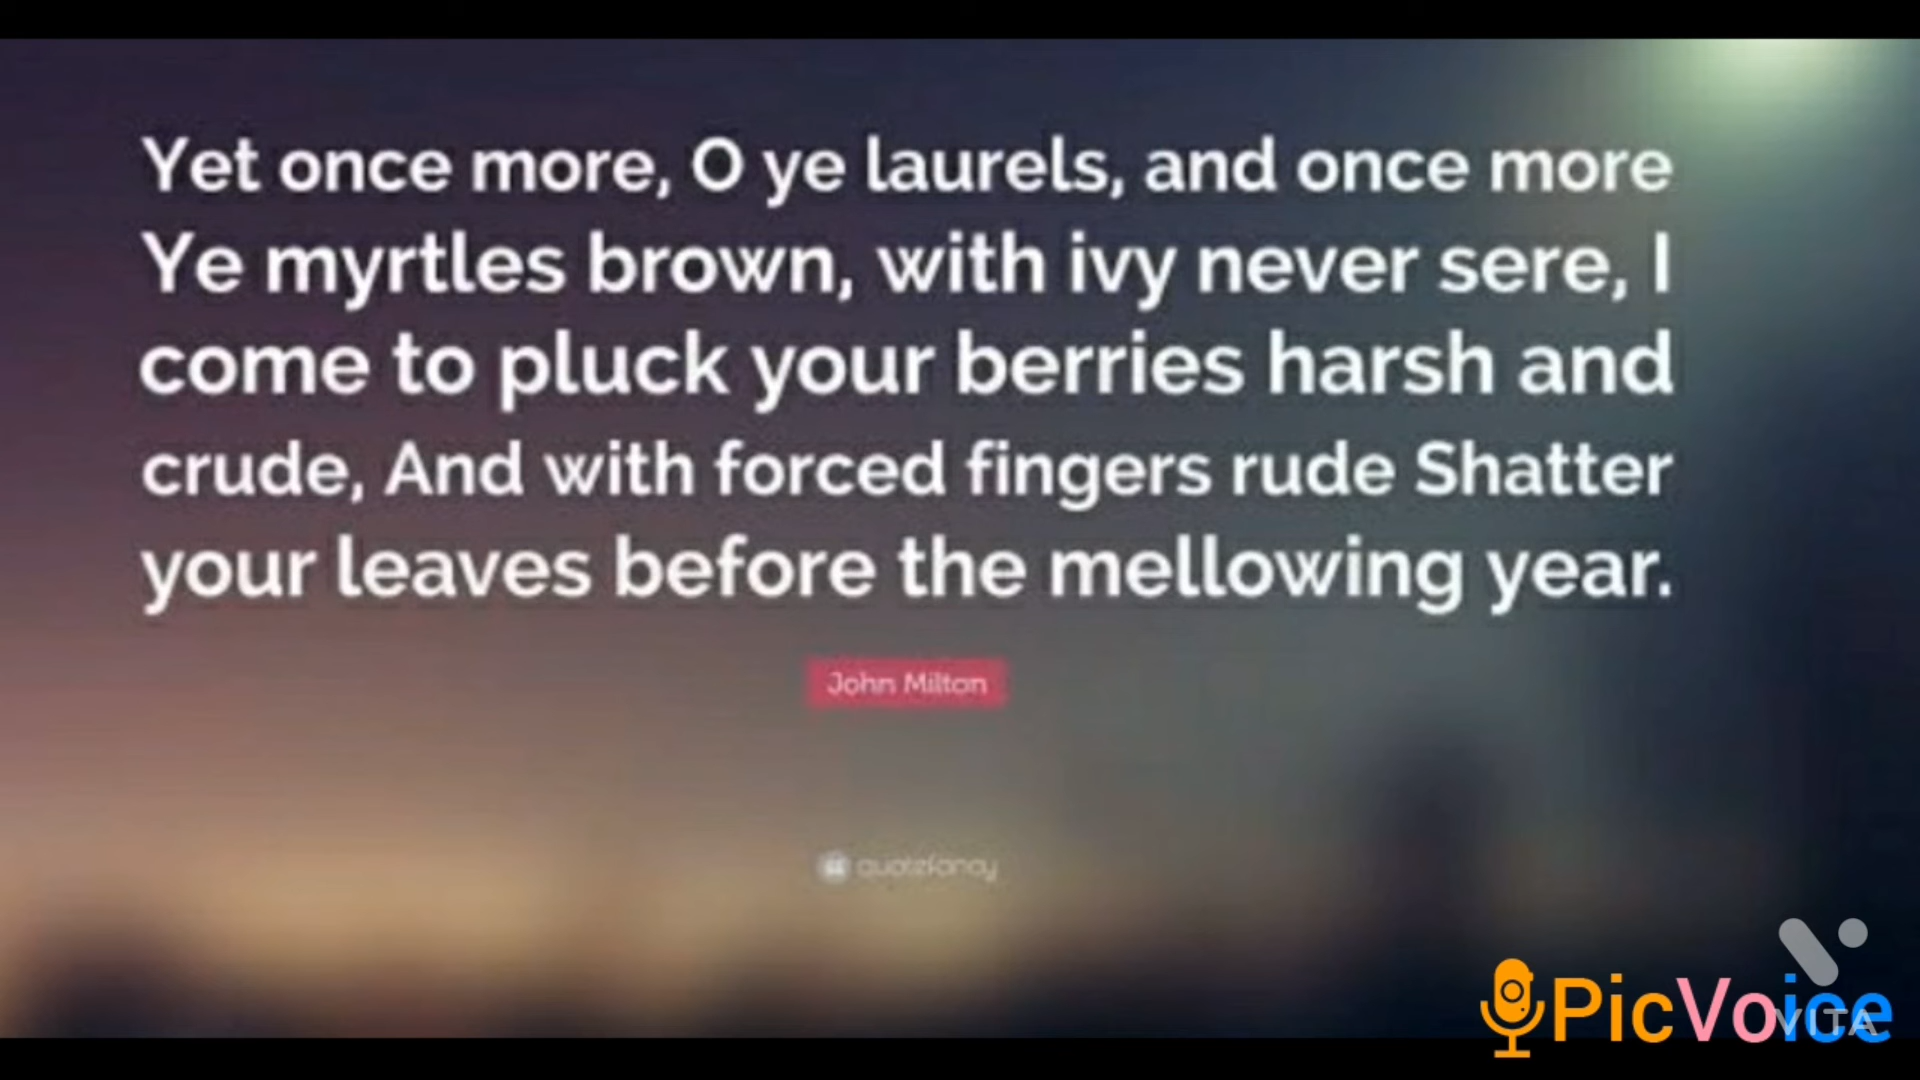 Yet once more, O ye laurels, and once more
Ye myrtles brown, with ivy never sere, I
come to pluck your berries harsh and
crude, And with forced fingers rude Shatter
your leaves before the mellowing year.
John Milton
quotefancy
PicVoice
VITA